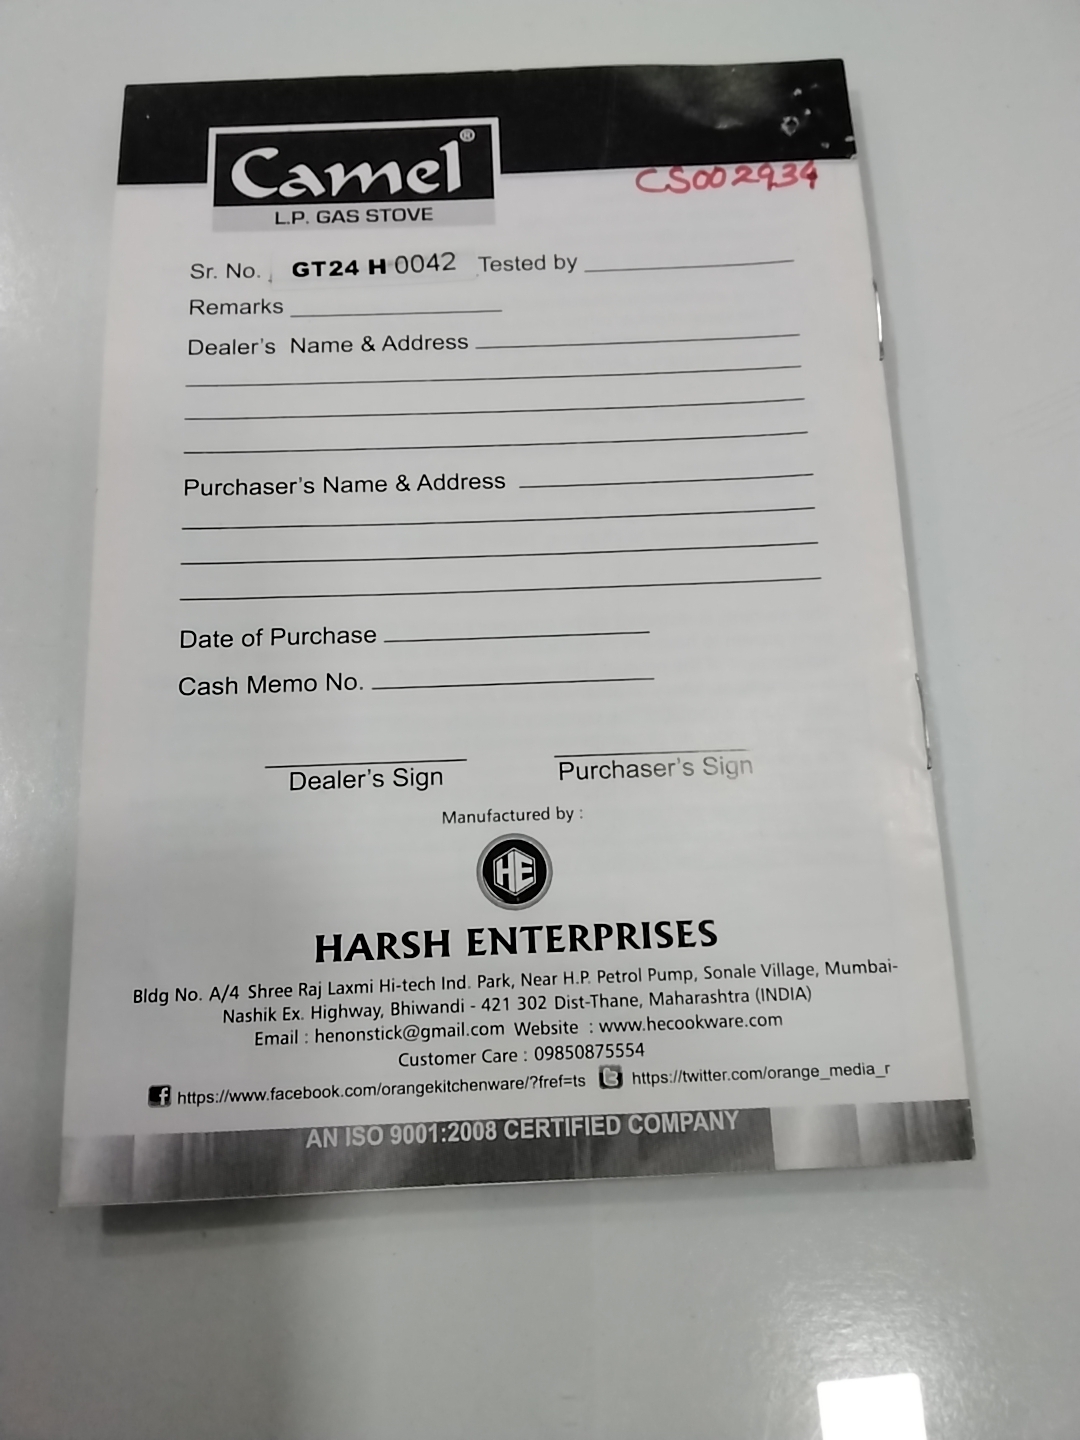 Camel®
L.P. GAS STOVE
CS002939
Sr. No. GT24 H 0042 Tested by
Remarks
Dealer's Name & Address
Purchaser's Name & Address
Date of Purchase
Cash Memo No.
Dealer's Sign Purchaser's Sign
Manufactured by :
HE
HARSH ENTERPRISES
Bldg No. A/4 Shree Raj Laxmi Hi-tech Ind. Park, Near H.P. Petrol Pump, Sonale Village, Mumbai-
Nashik Ex. Highway, Bhiwandi - 421 302 Dist-Thane, Maharashtra (INDIA)
Email : henonstick@gmail.com Website : www.hecookware.com
Customer Care : 09850875554
https://www.facebook.com/orangekitchenware/?fref=ts https://twitter.com/orange_media_r
AN ISO 9001:2008 CERTIFIED COMPANY